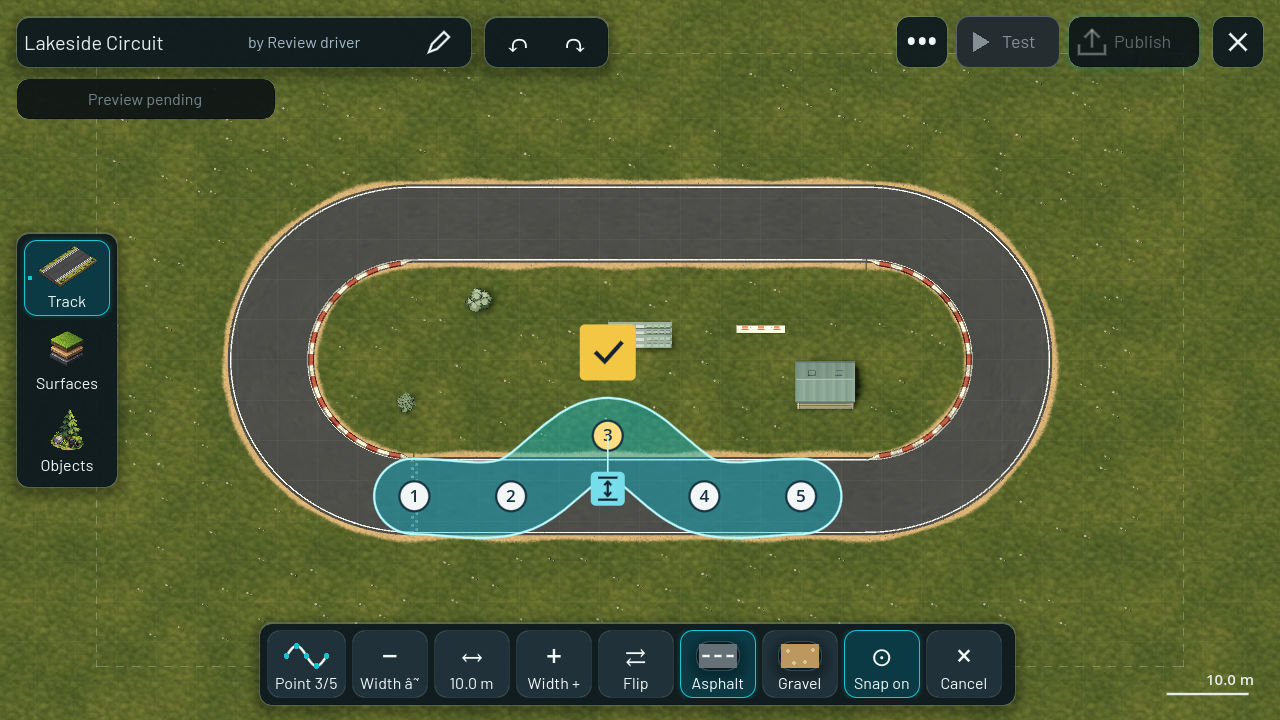 Lakeside Circuit
by Review driver
Test
Publish
Preview pending
Track
Surfaces
Objects
3
1
2
4
5
Point 3/5
Width â˜
10.0 m
Width +
Flip
Asphalt
Gravel
Snap on
Cancel
10.0 m